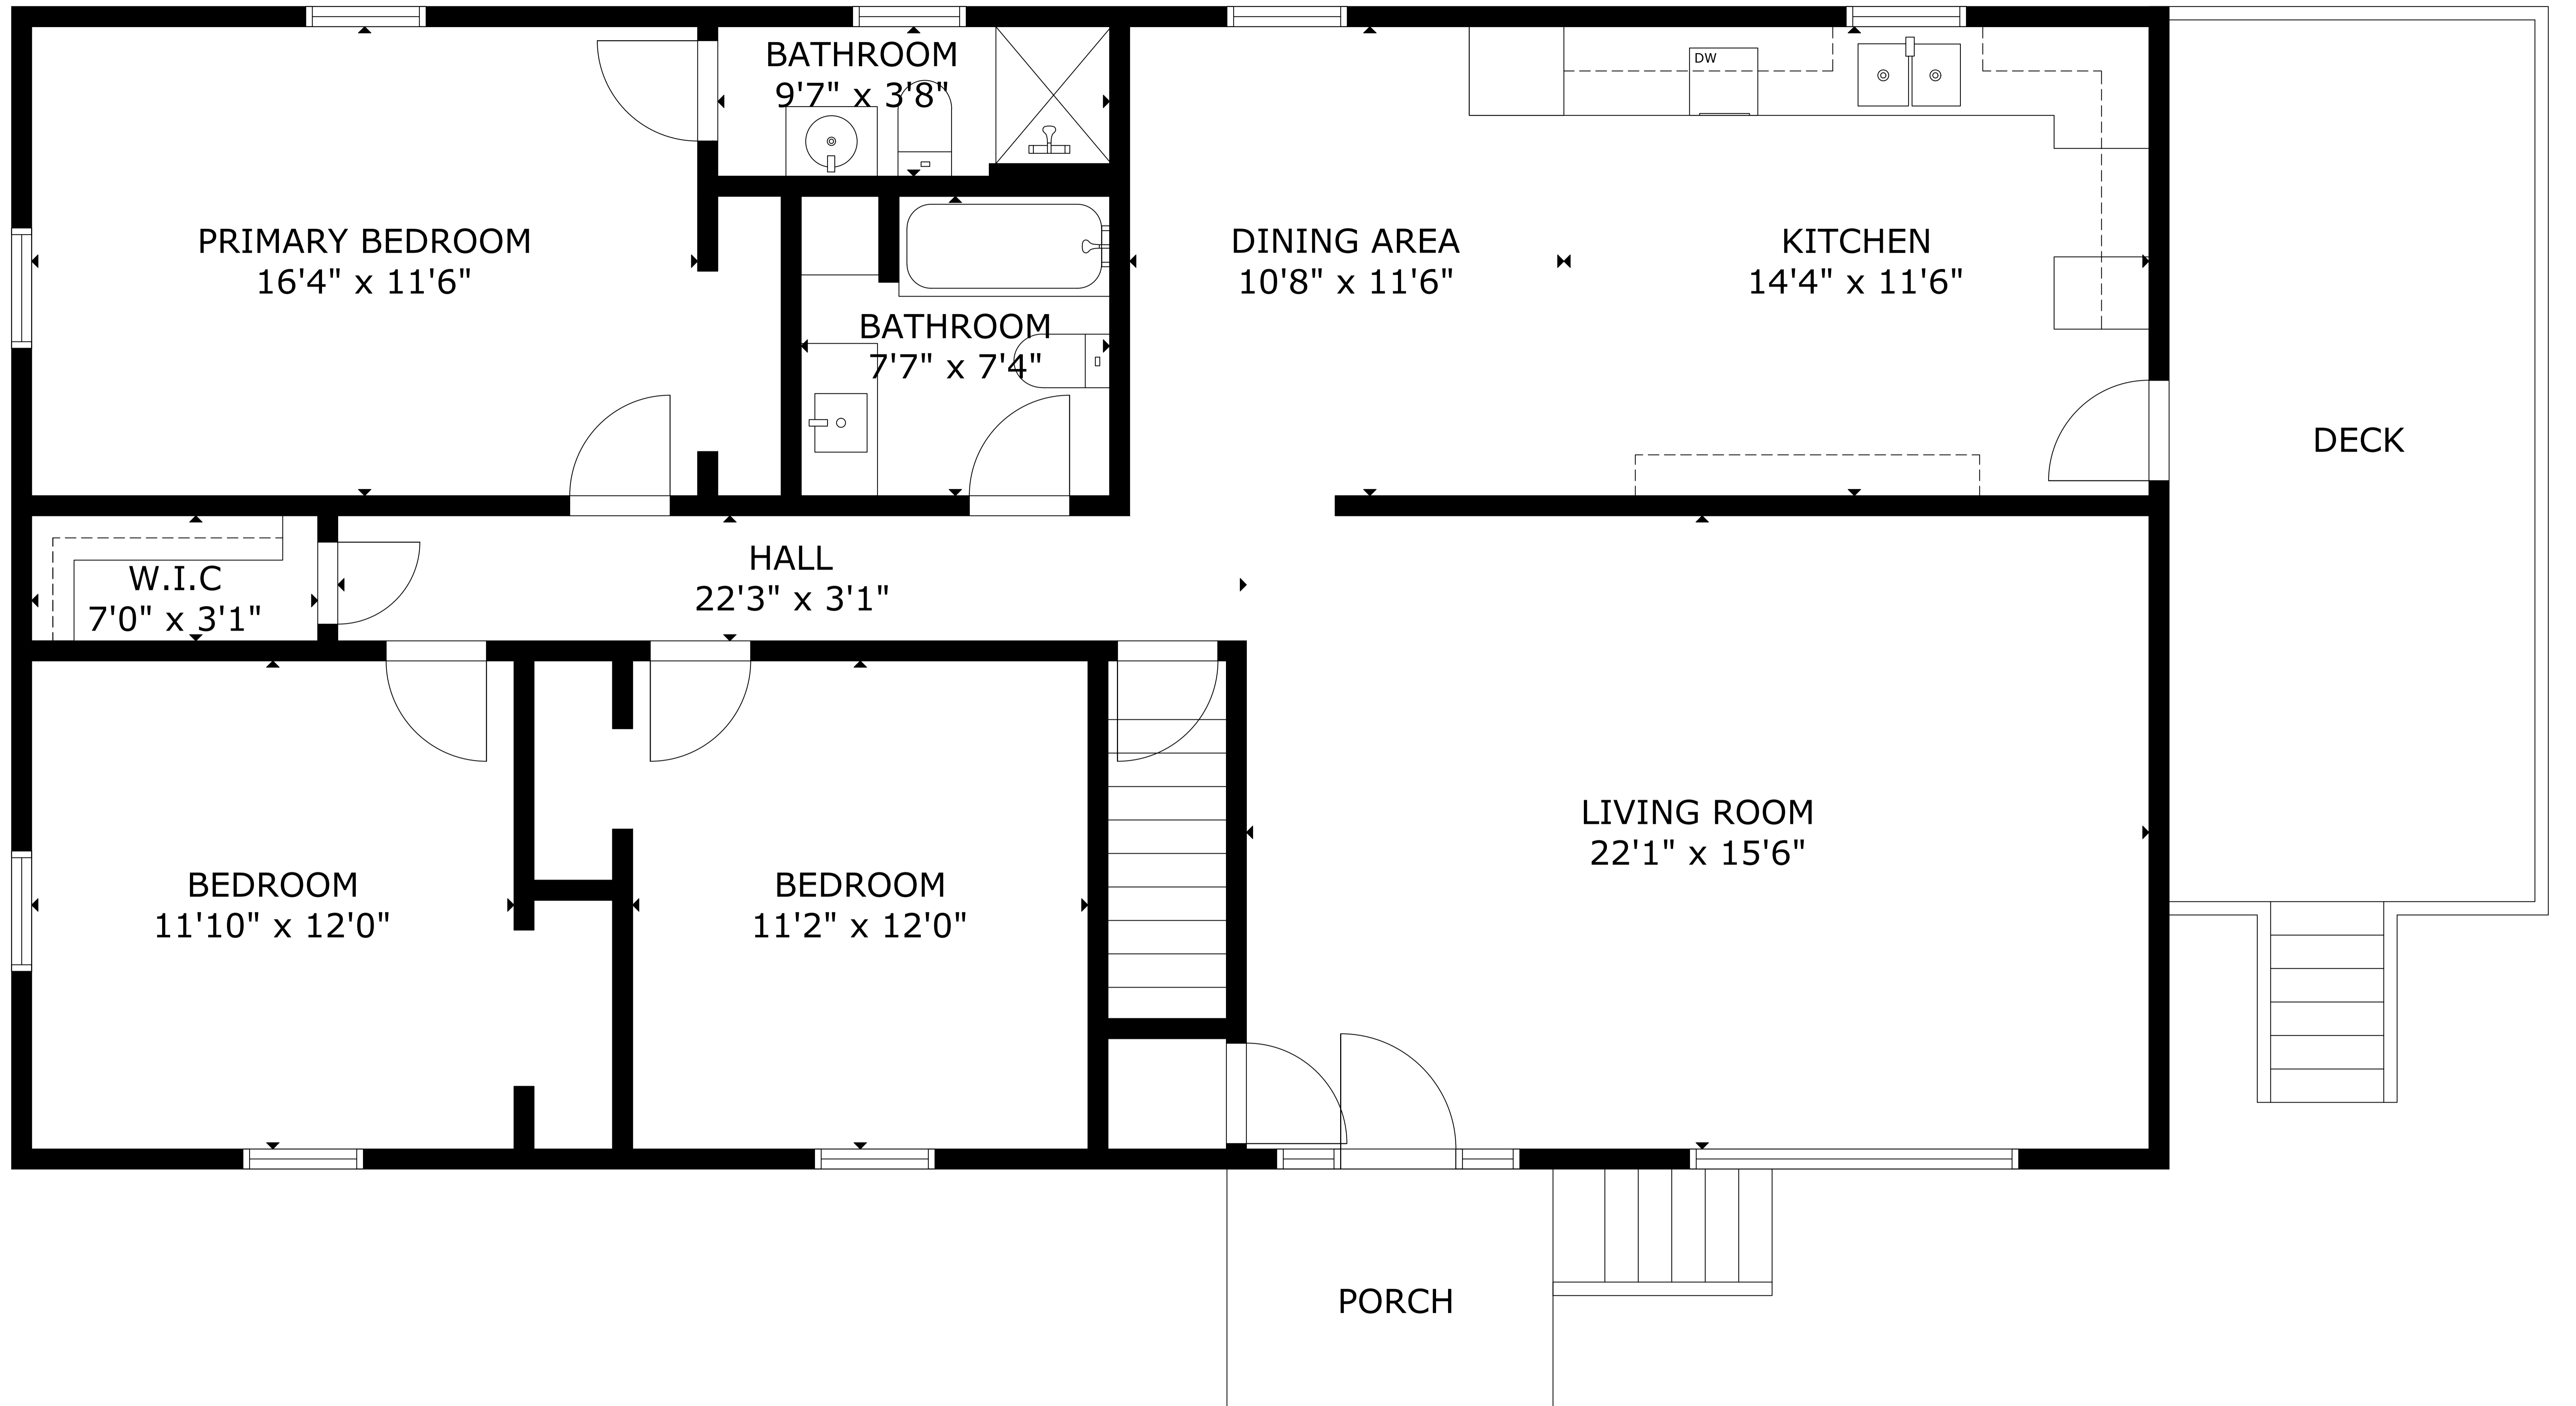 BATHROOM
9'7" x 3'8"
DW
PRIMARY BEDROOM
16'4" x 11'6"
DINING AREA
10'8" x 11'6"
KITCHEN
14'4" x 11'6"
BATHROOM
7'7" x 7'4"
DECK
HALL
22'3" x 3'1"
W.I.C
7'0" x 3'1"
LIVING ROOM
22'1" x 15'6"
BEDROOM
11'10" x 12'0"
BEDROOM
11'2" x 12'0"
PORCH